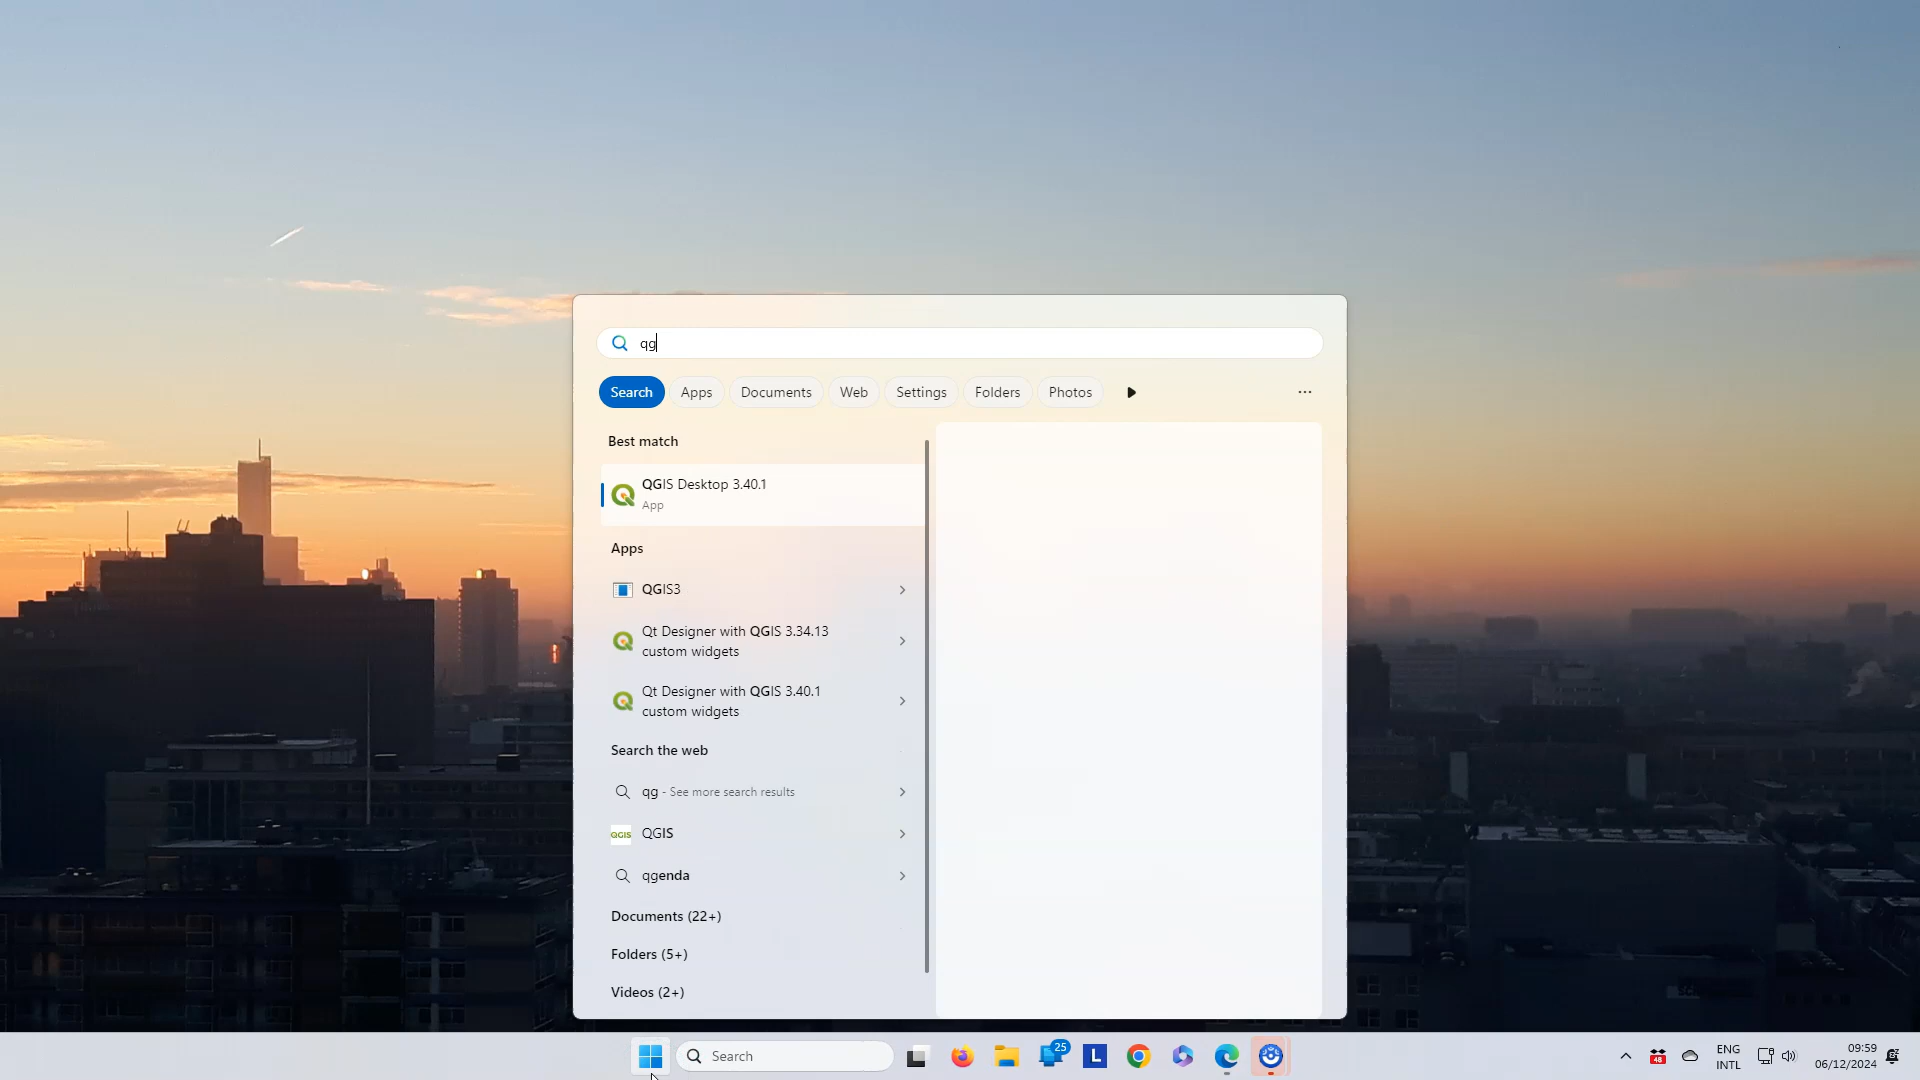 qg
Search
Apps
Documents
Web
Settings
Folders
Photos
Best match
QGIS Desktop 3.40.1
App
Apps
QGIS3
Qt Designer with QGIS 3.34.13
custom widgets
Qt Designer with QGIS 3.40.1
custom widgets
Search the web
qg - See more search results
QGIS
QGIS
qgenda
Documents (22+)
Folders (5+)
Videos (2+)
Search
25
L
48
ENG
INTL
09:59
06/12/2024